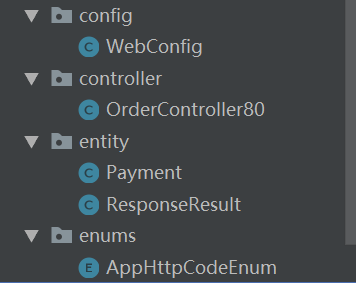 config
C WebConfig
controller
C OrderController80
entity
C Payment
C ResponseResult
enums
E AppHttpCodeEnum